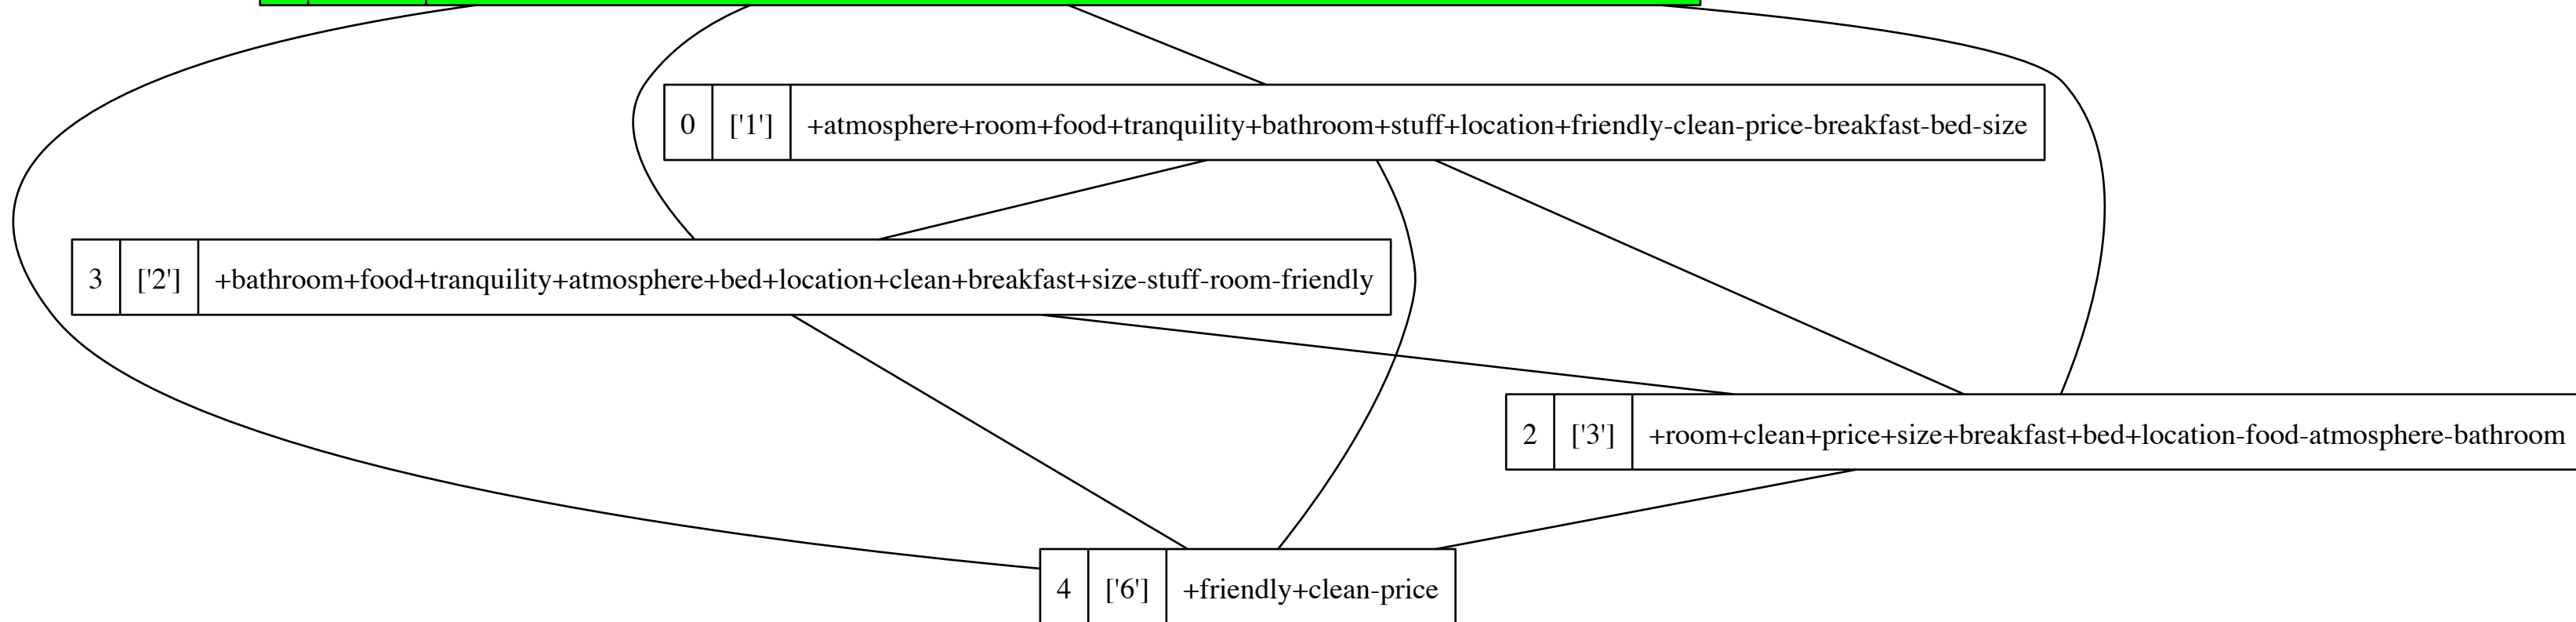 0 ['1'] +atmosphere+room+food+tranquility+bathroom+stuff+location+friendly-clean-price-breakfast-bed-size
3 ['2'] +bathroom+food+tranquility+atmosphere+bed+location+clean+breakfast+size-stuff-room-friendly
2 ['3'] +room+clean+price+size+breakfast+bed+location-food-atmosphere-bathroom
4 ['6'] +friendly+clean-price